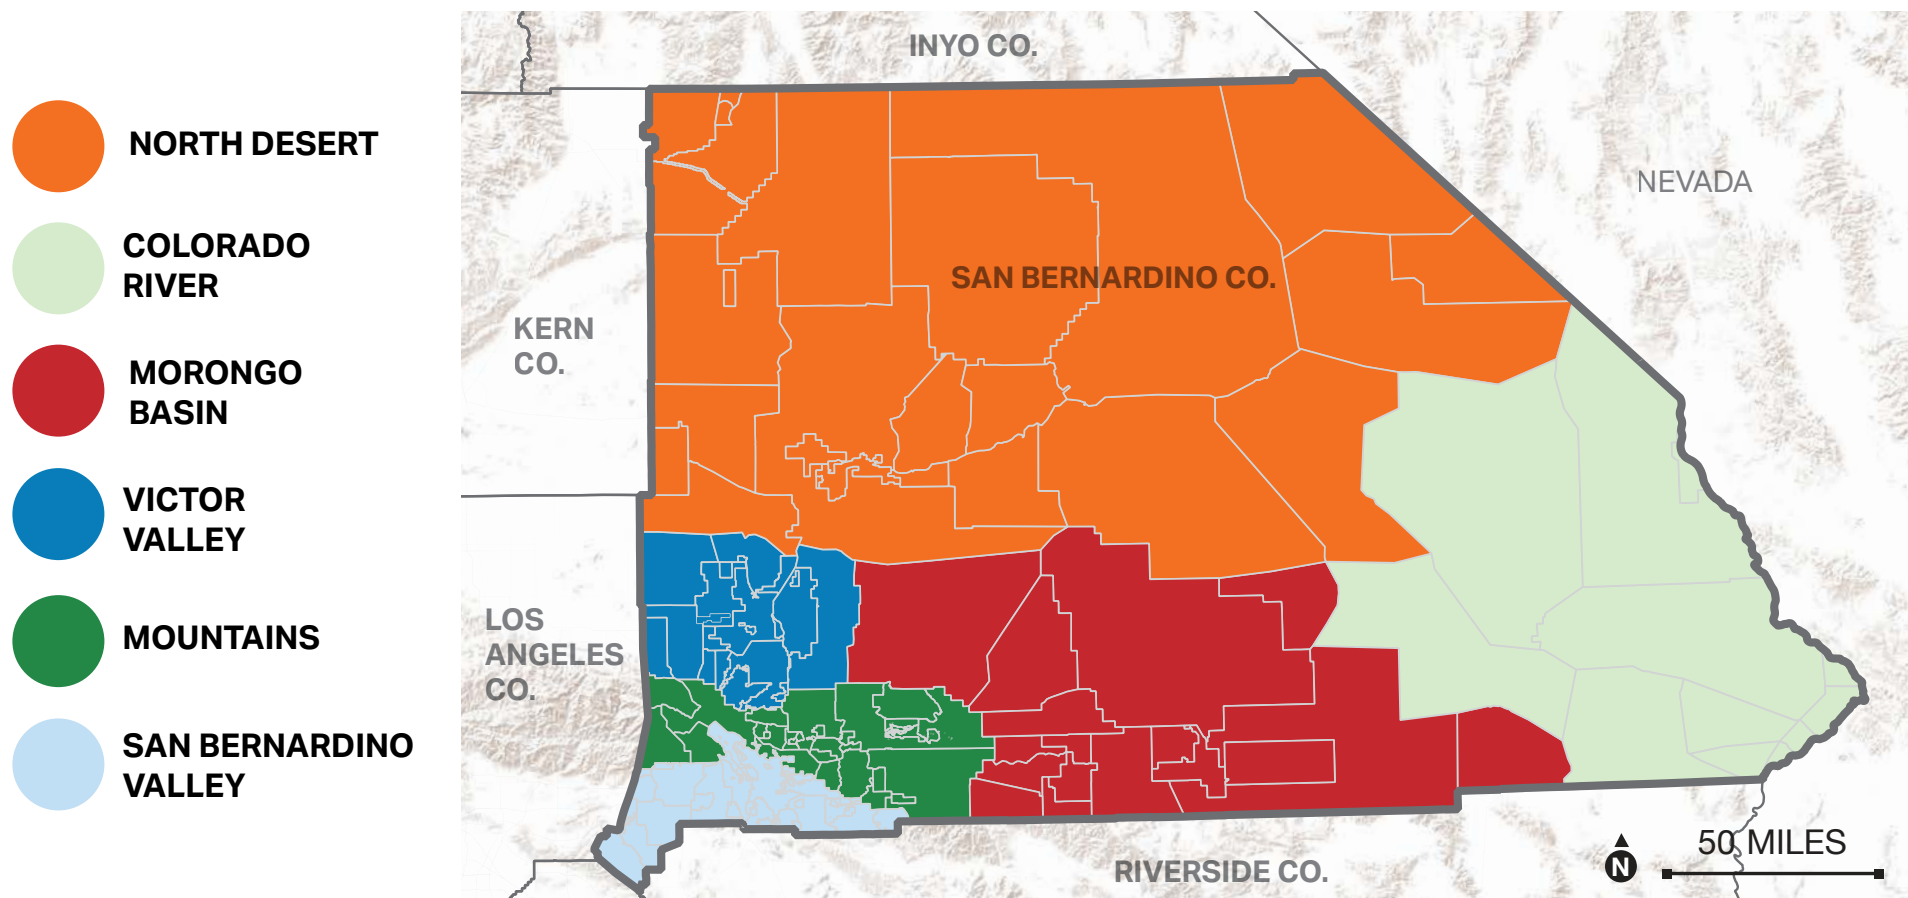 NORTH DESERT
COLORADO
RIVER
MORONGO
BASIN
VICTOR
VALLEY
MOUNTAINS
SAN BERNARDINO
VALLEY
INYO CO.
NEVADA
SAN BERNARDINO CO.
KERN
CO.
LOS
ANGELES
CO.
RIVERSIDE CO.
N
50 MILES